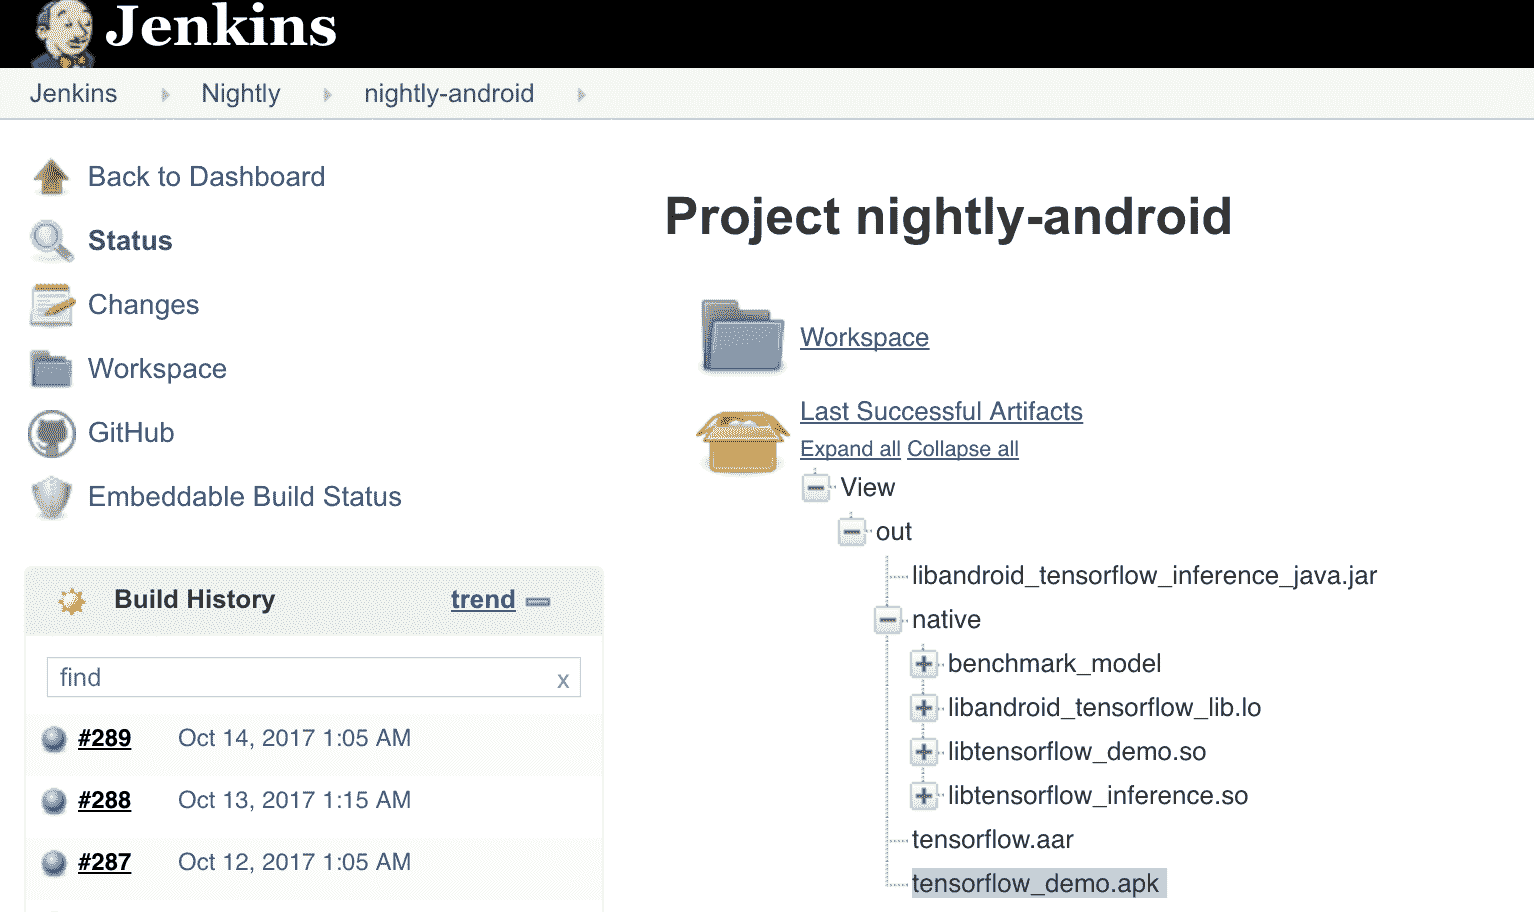 Jenkins
Jenkins Nightly nightly-android
Back to Dashboard
Status
Changes
Workspace
GitHub
Embeddable Build Status
Build History trend
find x
#289 Oct 14, 2017 1:05 AM
#288 Oct 13, 2017 1:15 AM
#287 Oct 12, 2017 1:05 AM
Project nightly-android
Workspace
Last Successful Artifacts
Expand all Collapse all
View
out
libandroid_tensorflow_inference_java.jar
native
benchmark_model
libandroid_tensorflow_lib.lo
libtensorflow_demo.so
libtensorflow_inference.so
tensorflow.aar
tensorflow_demo.apk